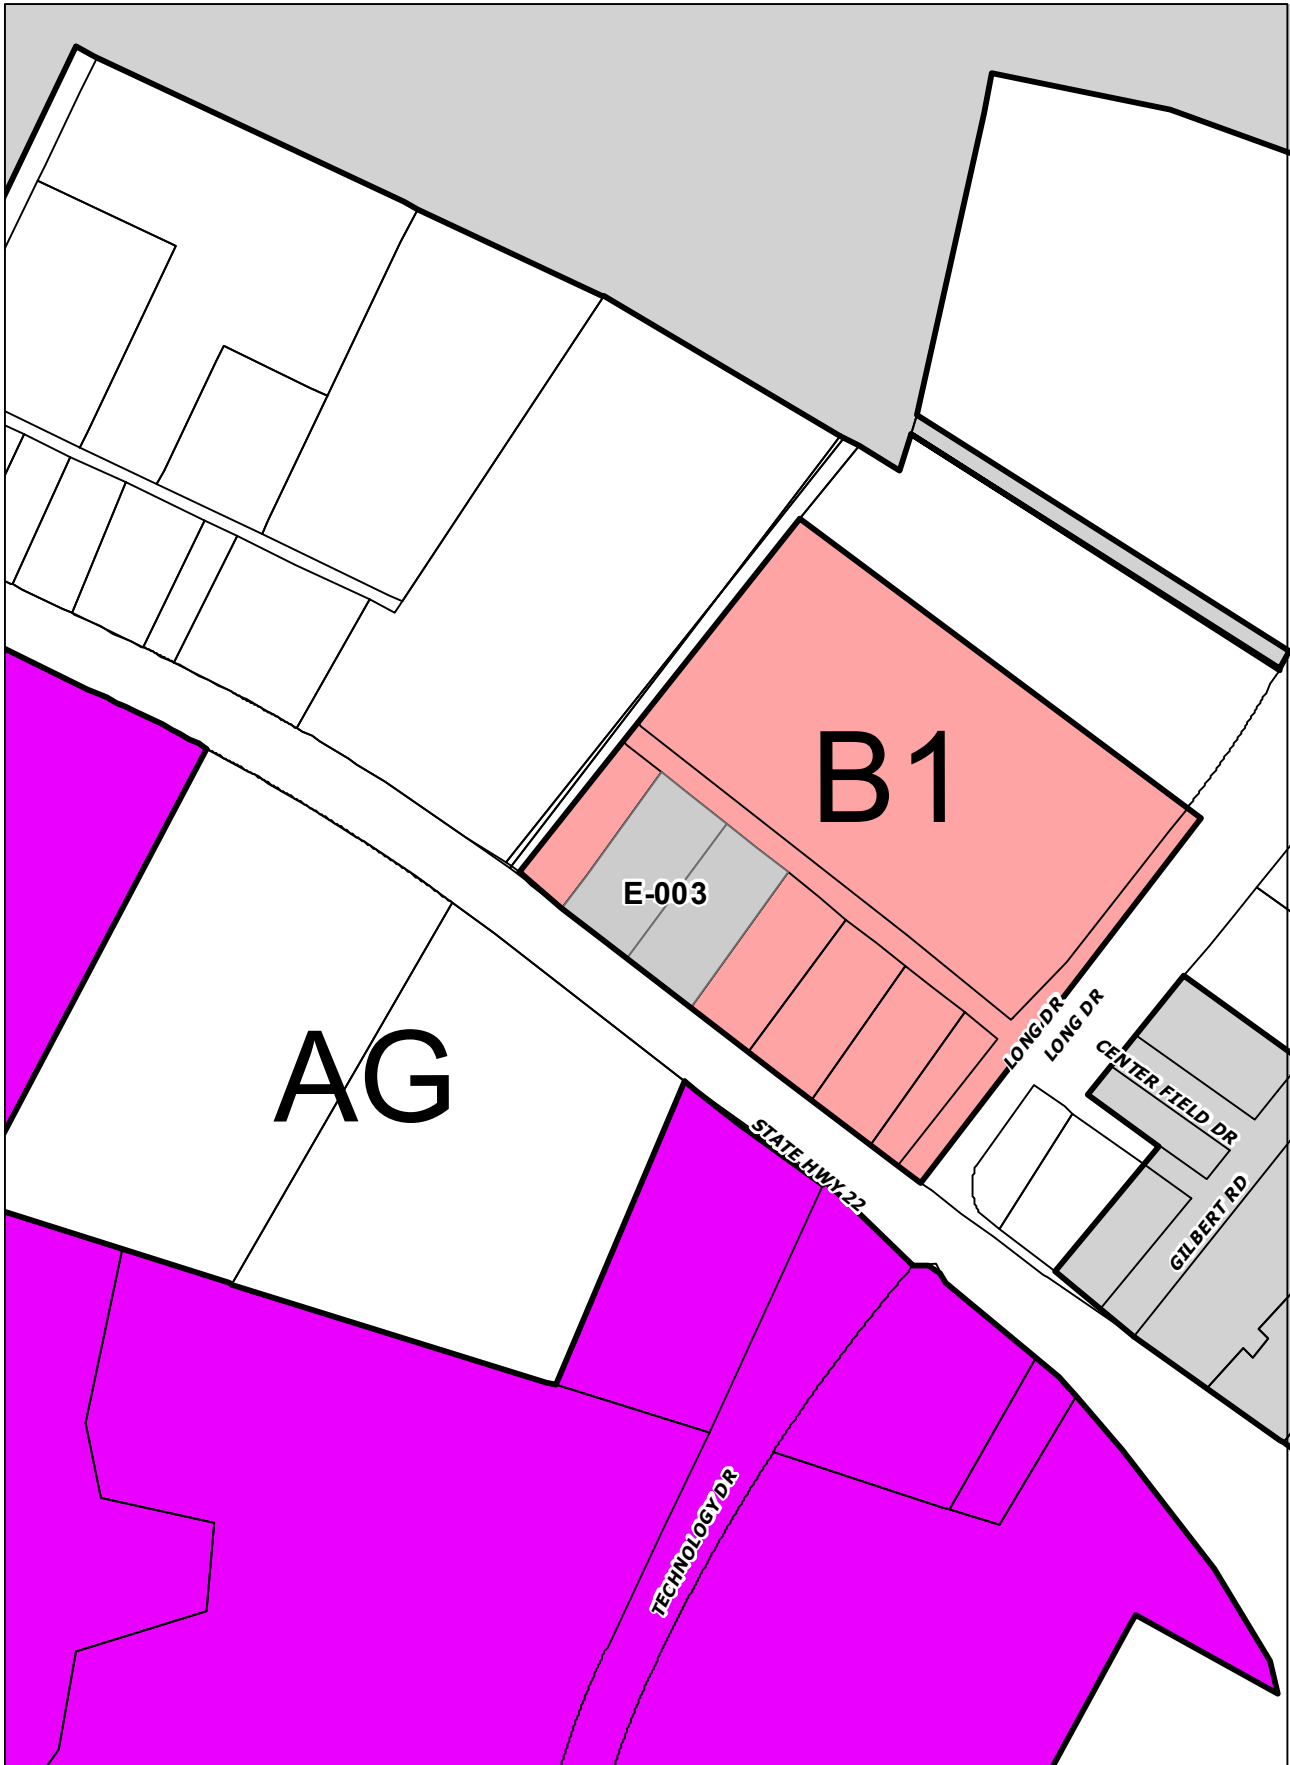 B1
E-003
LONG DR
LONG DR
CENTER FIELD DR
AG
STATE HWY 22
GILBERT RD
TECHNOLOGY DR